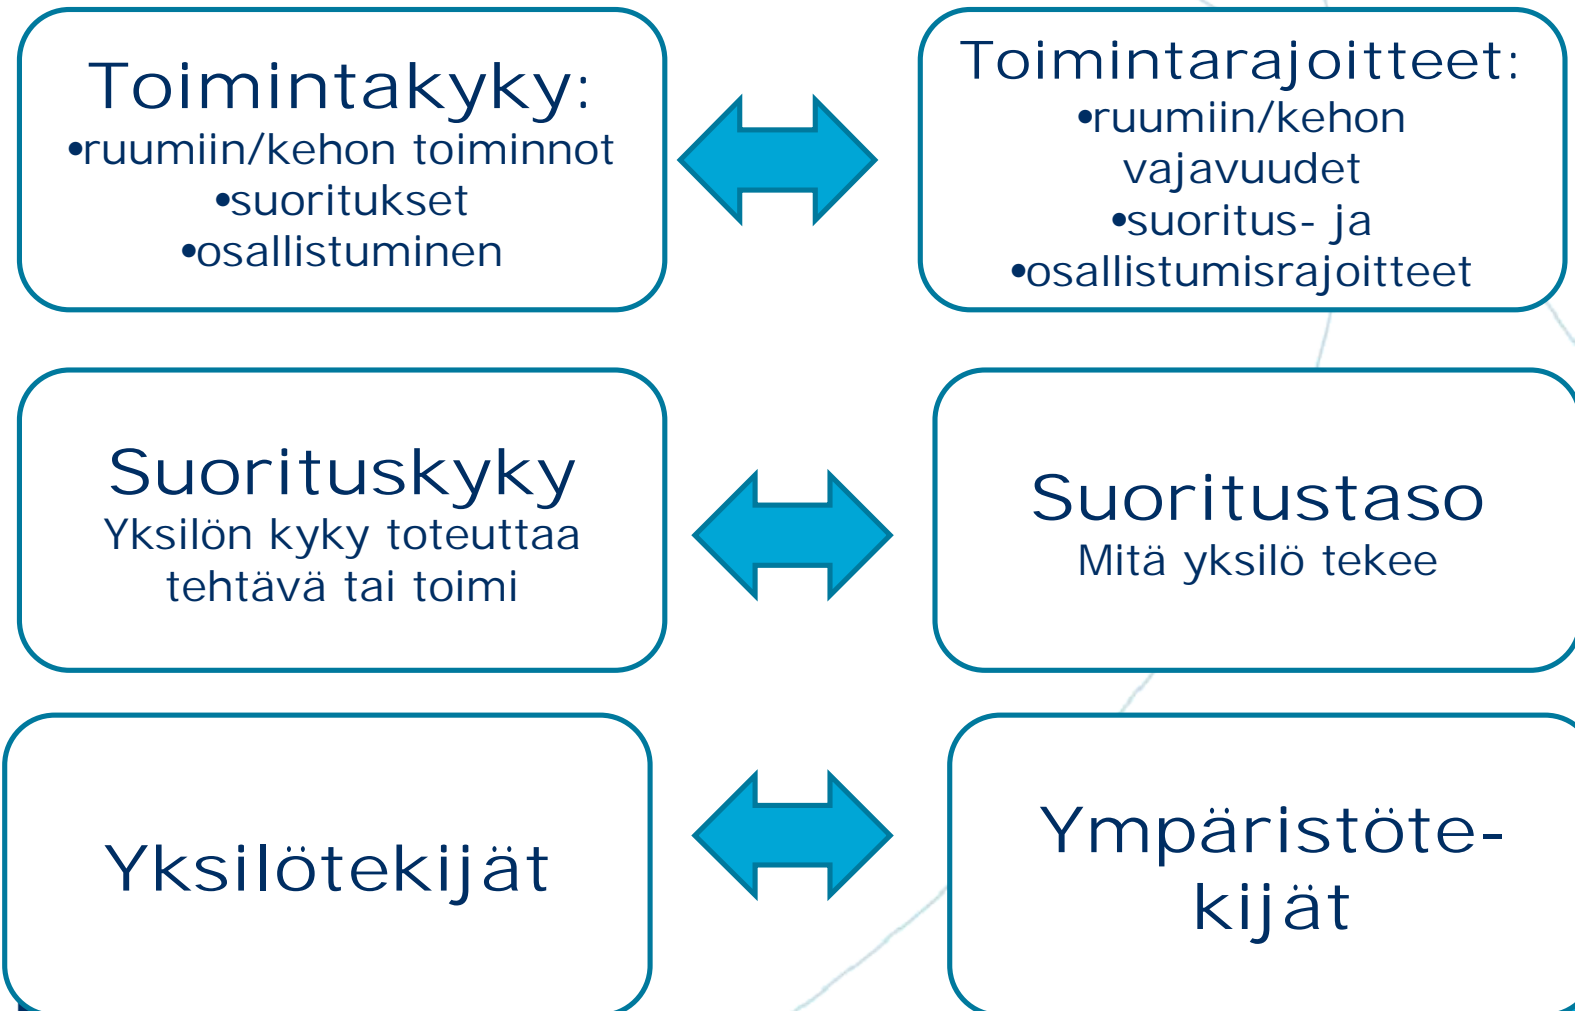 Toimintakyky:
•ruumiin/kehon toiminnot
•suoritukset
•osallistuminen
Toimintarajoitteet:
•ruumiin/kehon
vajavuudet
•suoritus- ja
•osallistumisrajoitteet
Suorituskyky
Yksilön kyky toteuttaa
tehtävä tai toimi
Suoritustaso
Mitä yksilö tekee
Yksilötekijät
Ympäristöte-
kijät